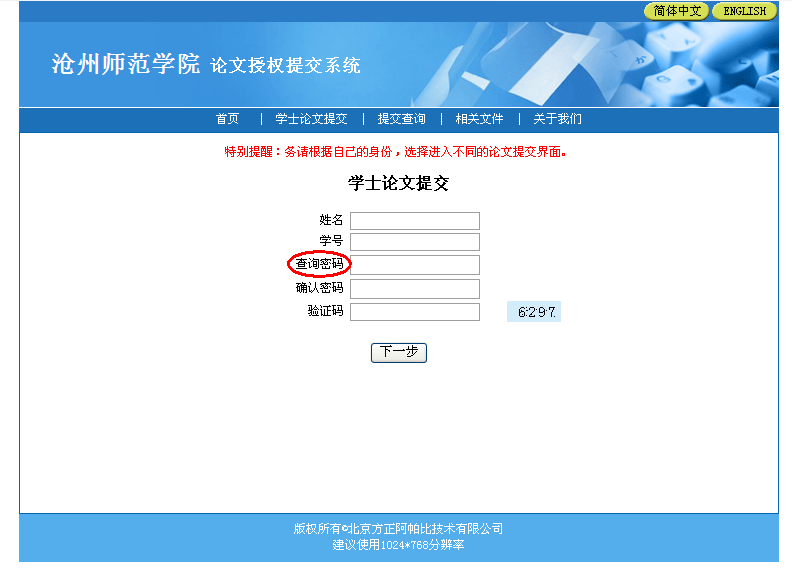 简体中文 ENGLISH
沧州师范学院 论文授权提交系统
首页 | 学士论文提交 | 提交查询 | 相关文件 | 关于我们
特别提醒：务请根据自己的身份，选择进入不同的论文提交界面。
学士论文提交
姓名
学号
查询密码
确认密码
验证码 6297
下一步
版权所有©北京方正阿帕比技术有限公司
建议使用1024*768分辨率